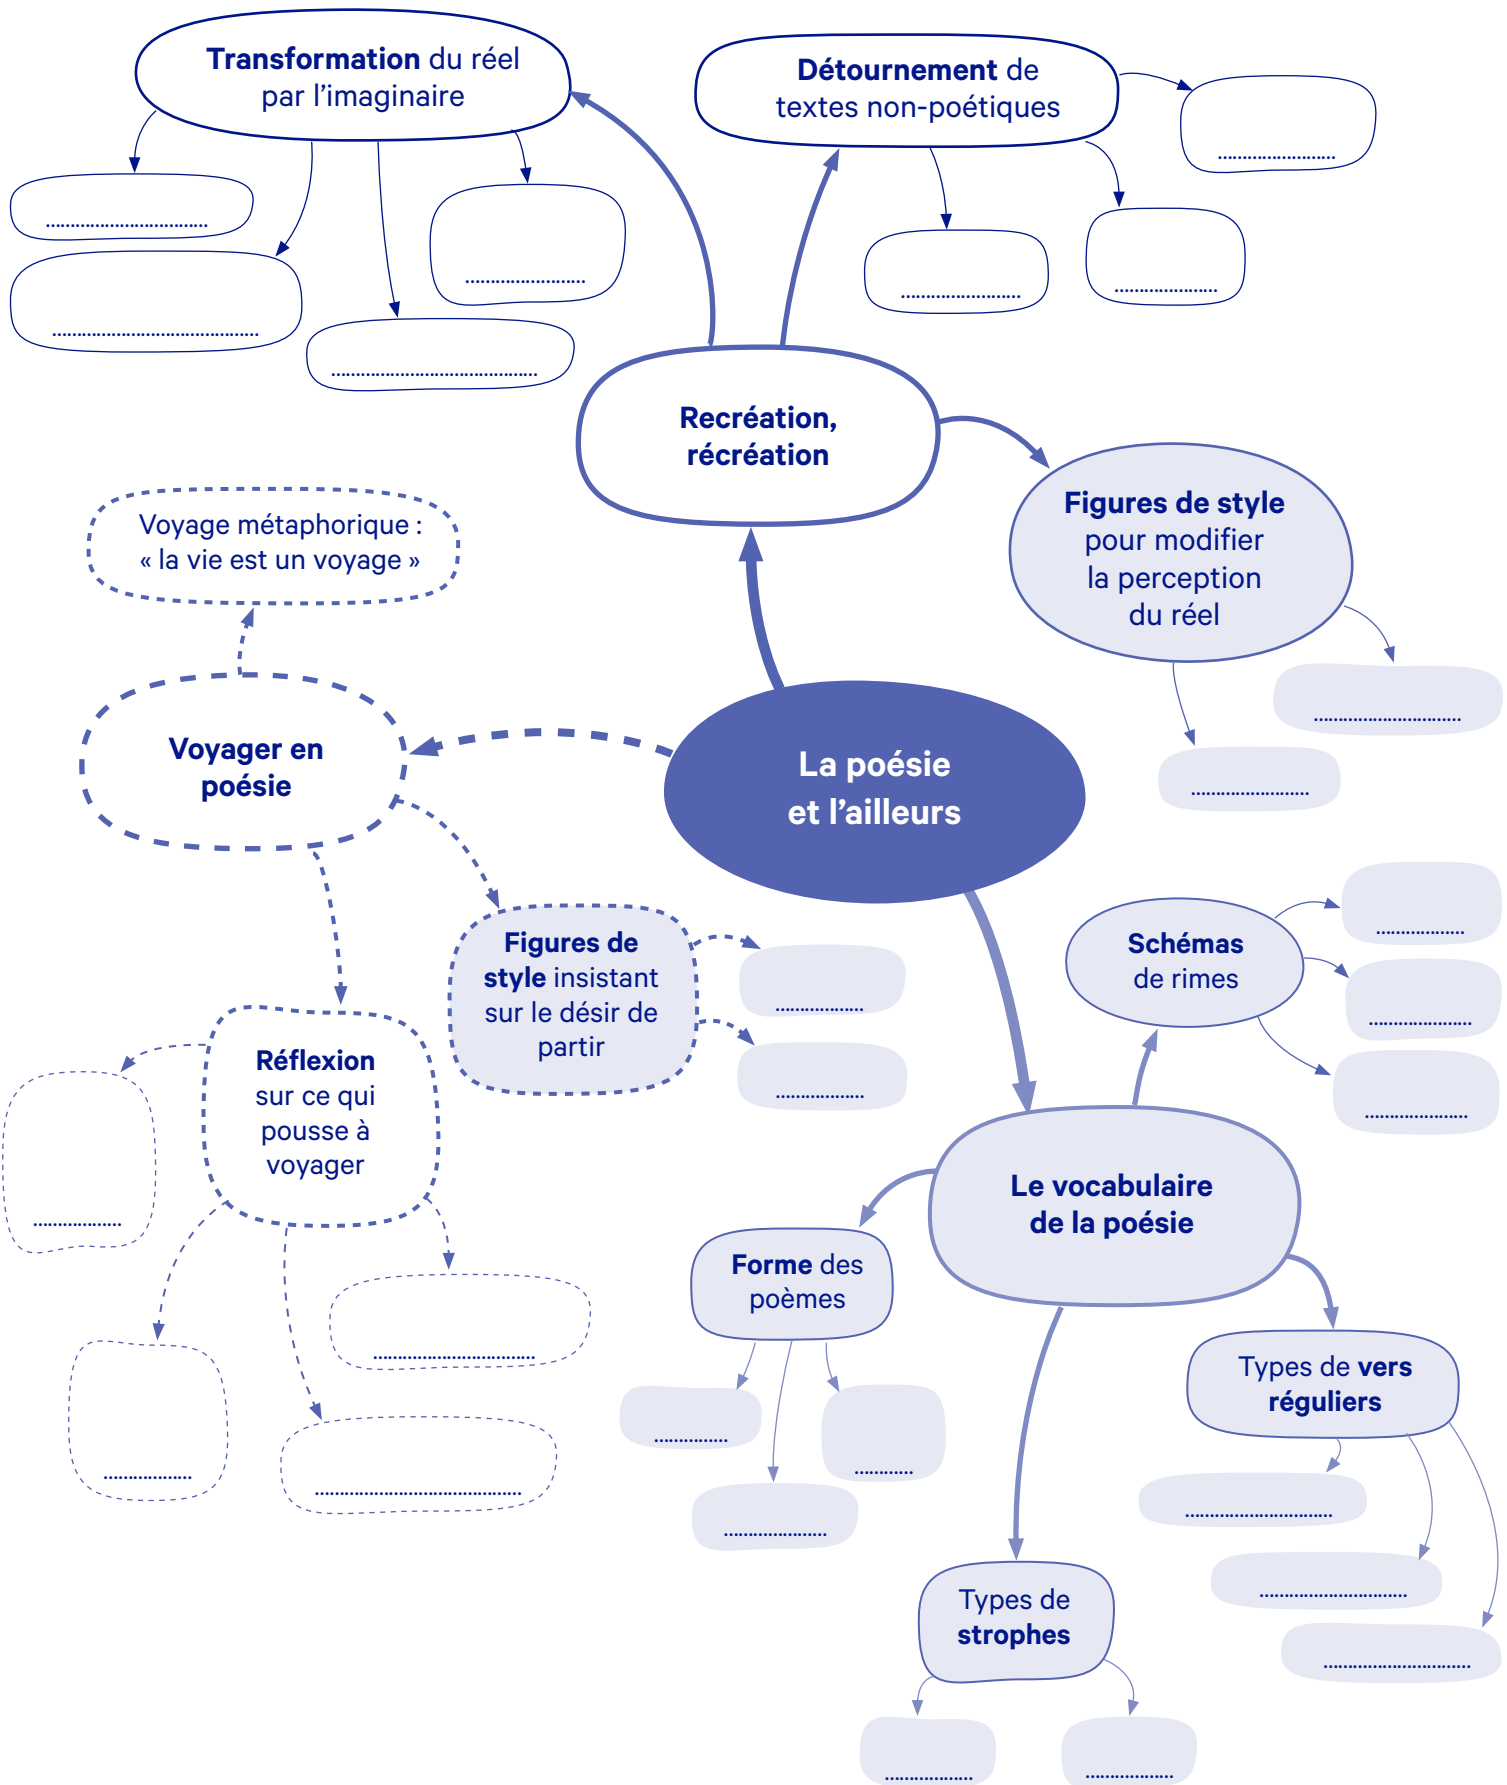 Transformation du réel
par l'imaginaire
Détournement de
textes non-poétiques
Recréation,
récréation
Figures de style
pour modifier
la perception
du réel
Voyage métaphorique :
« la vie est un voyage »
Voyager en
poésie
La poésie
et l'ailleurs
Figures de
style insistant
sur le désir de
partir
Schémas
de rimes
Réflexion
sur ce qui
pousse à
voyager
Le vocabulaire
de la poésie
Forme des
poèmes
Types de vers
réguliers
Types de
strophes